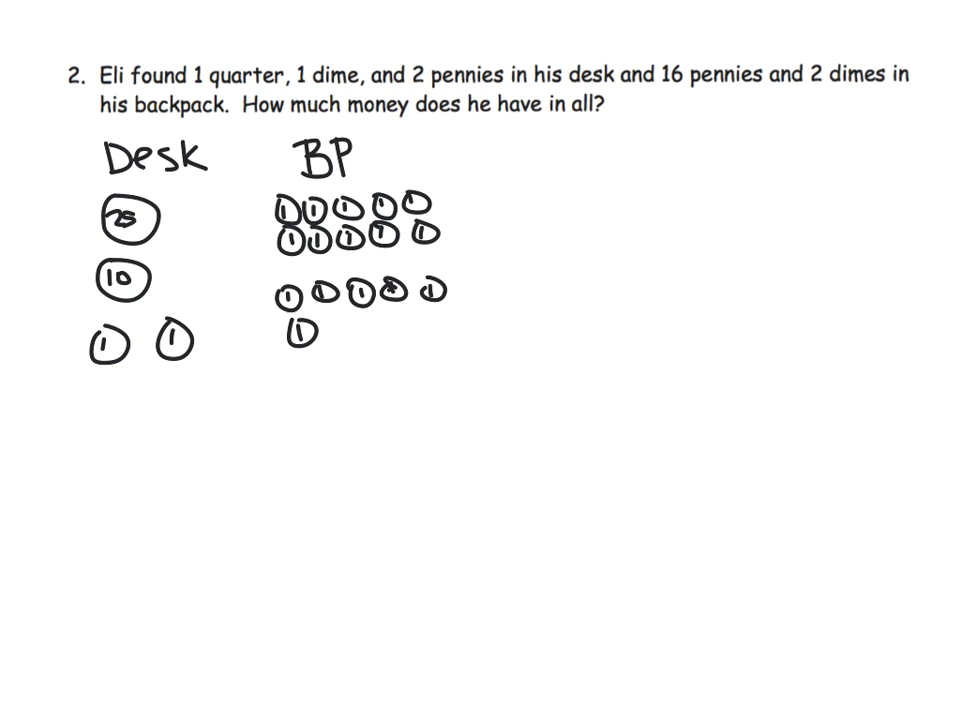 2. Eli found 1 quarter, 1 dime, and 2 pennies in his desk and 16 pennies and 2 dimes in
his backpack. How much money does he have in all?
Desk BP
25 1 1 1 1 1
1 1 1 1 1
10 1 1 1 1
1 1 1